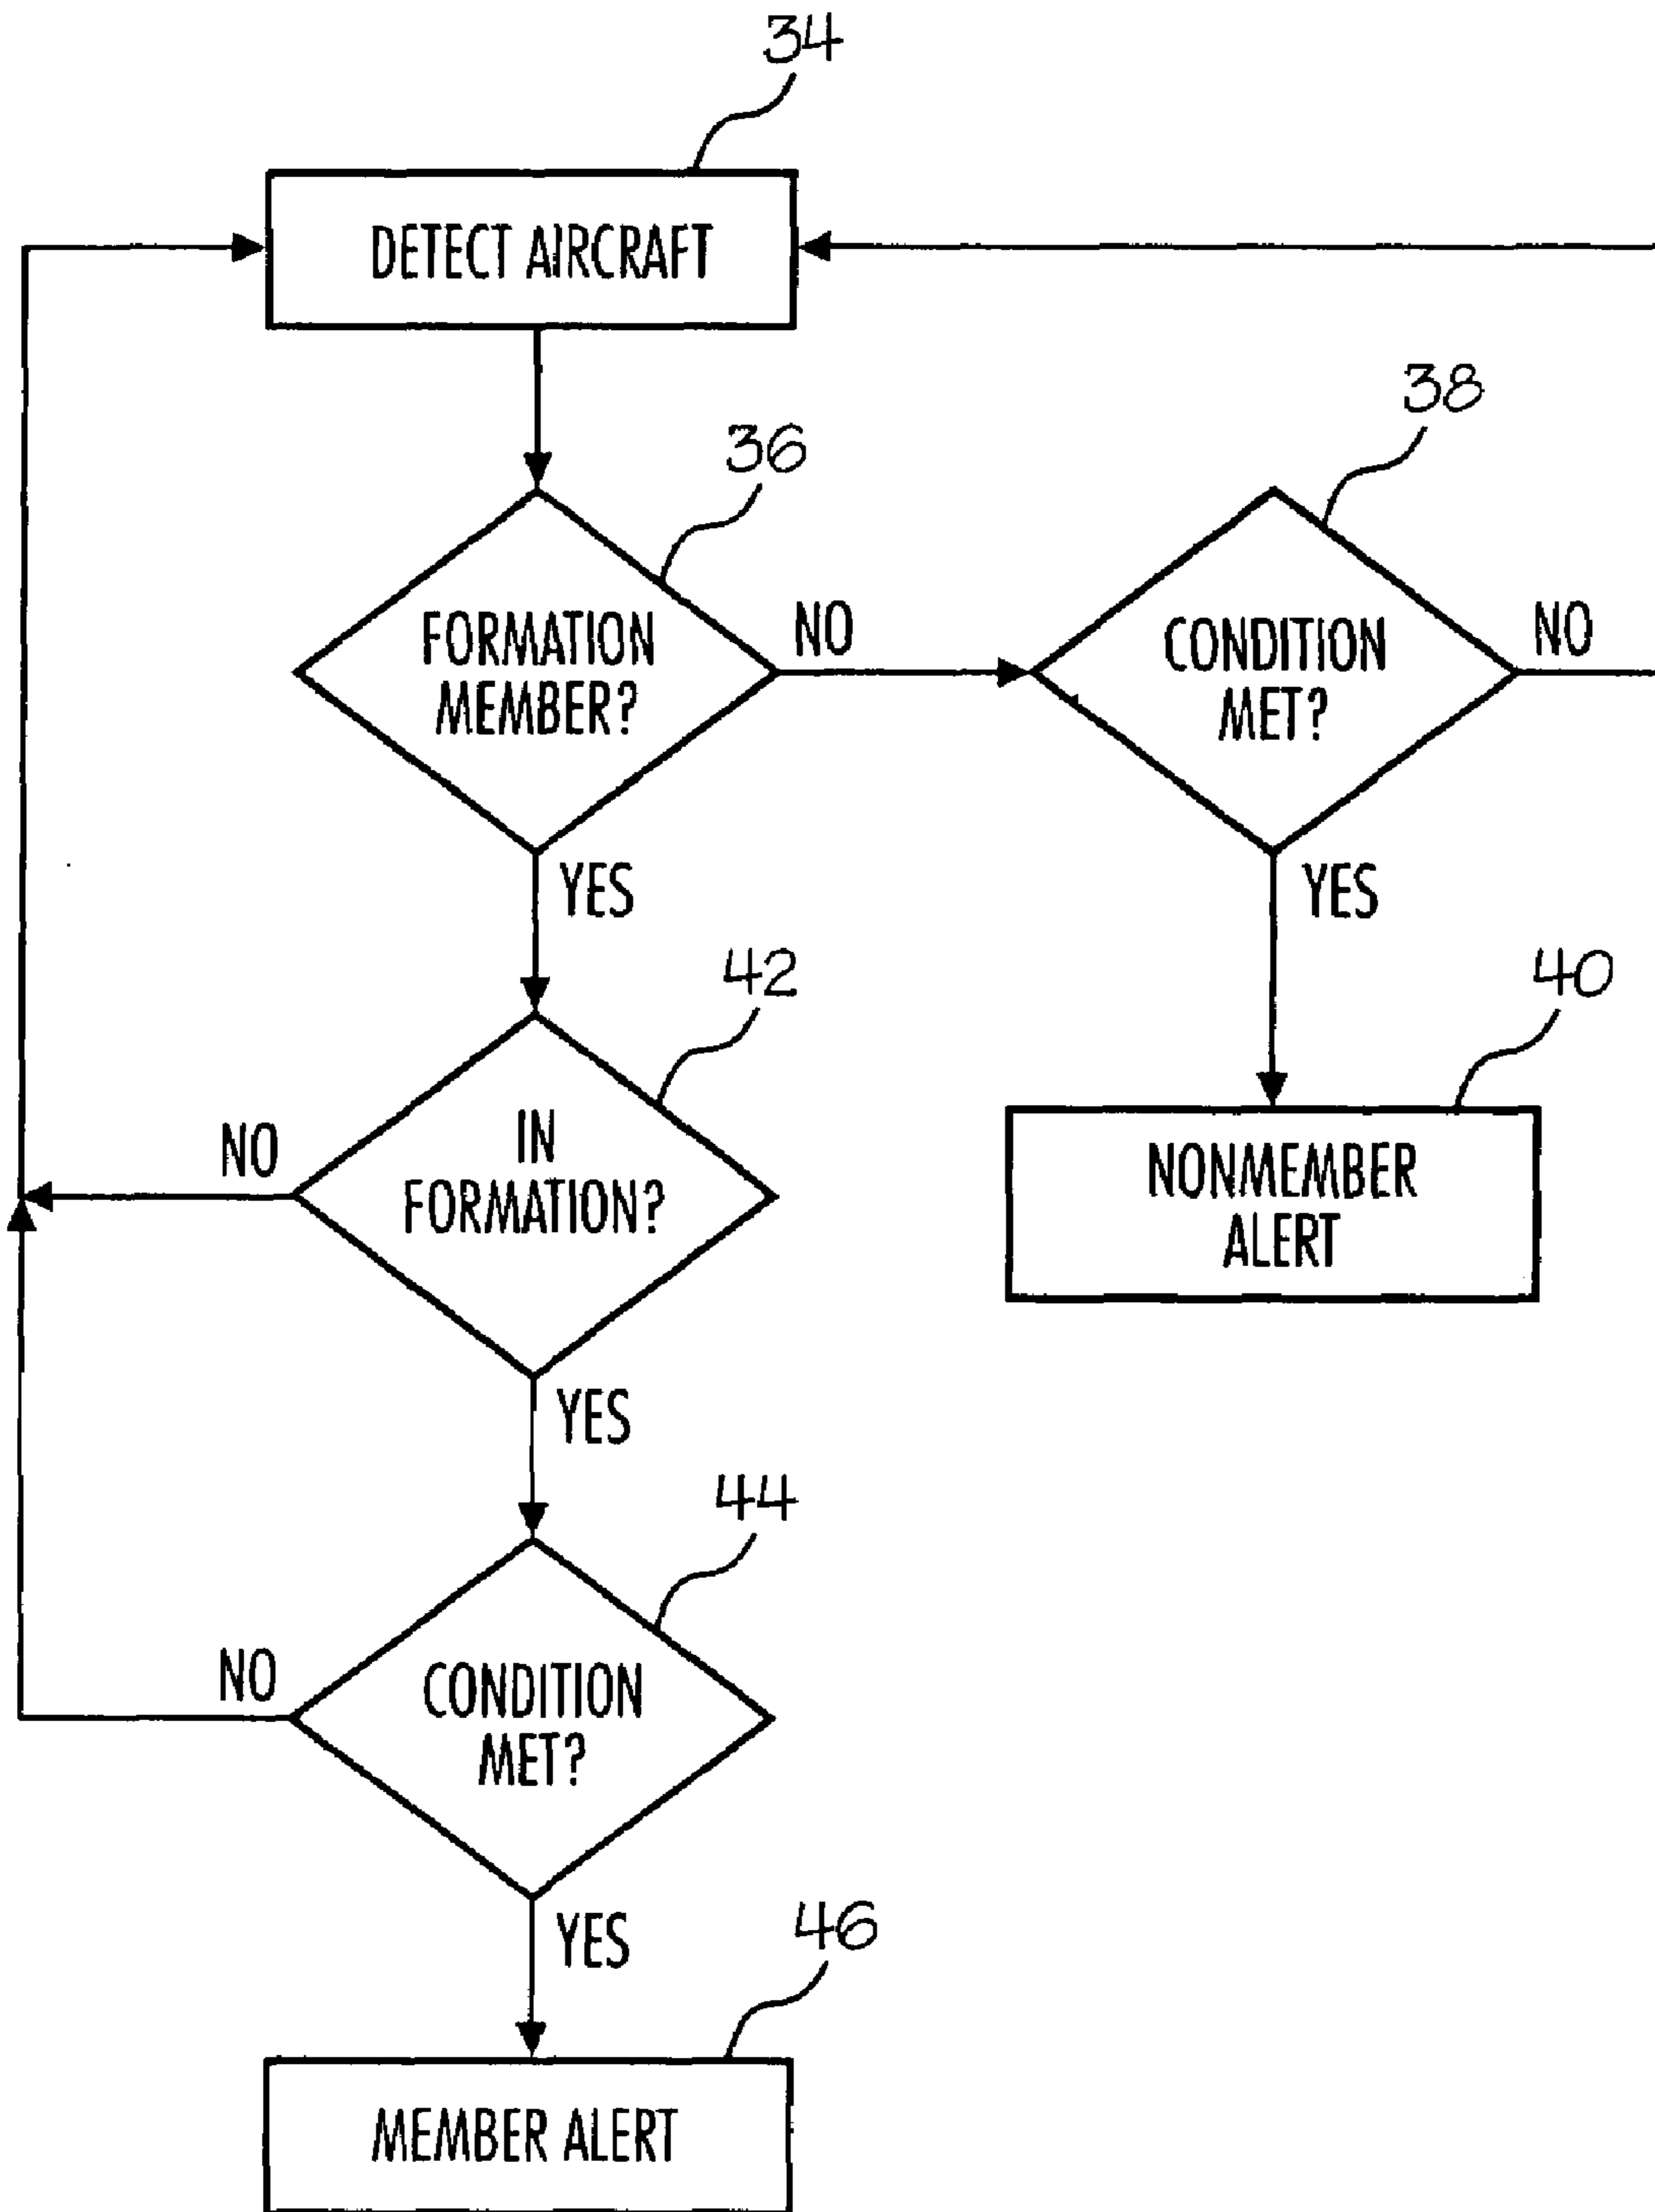 34
DETECT AIRCRAFT
38
36
FORMATION
MEMBER?
NO
CONDITION
MET?
NO
YES
YES
42
40
IN
FORMATION?
NO
NONMEMBER
ALERT
YES
44
CONDITION
MET?
NO
YES
46
MEMBER ALERT